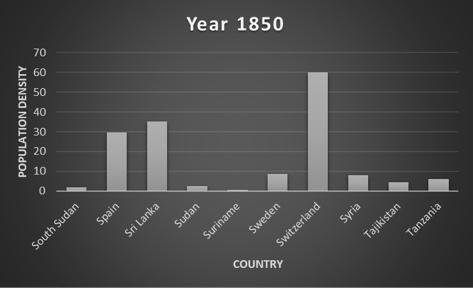 Year 1850
POPULATION DENSITY
70
60
50
40
30
20
10
0
South Sudan
Spain
Sri Lanka
Sudan
Suriname
Sweden
Switzerland
Syria
Tajikistan
Tanzania
COUNTRY